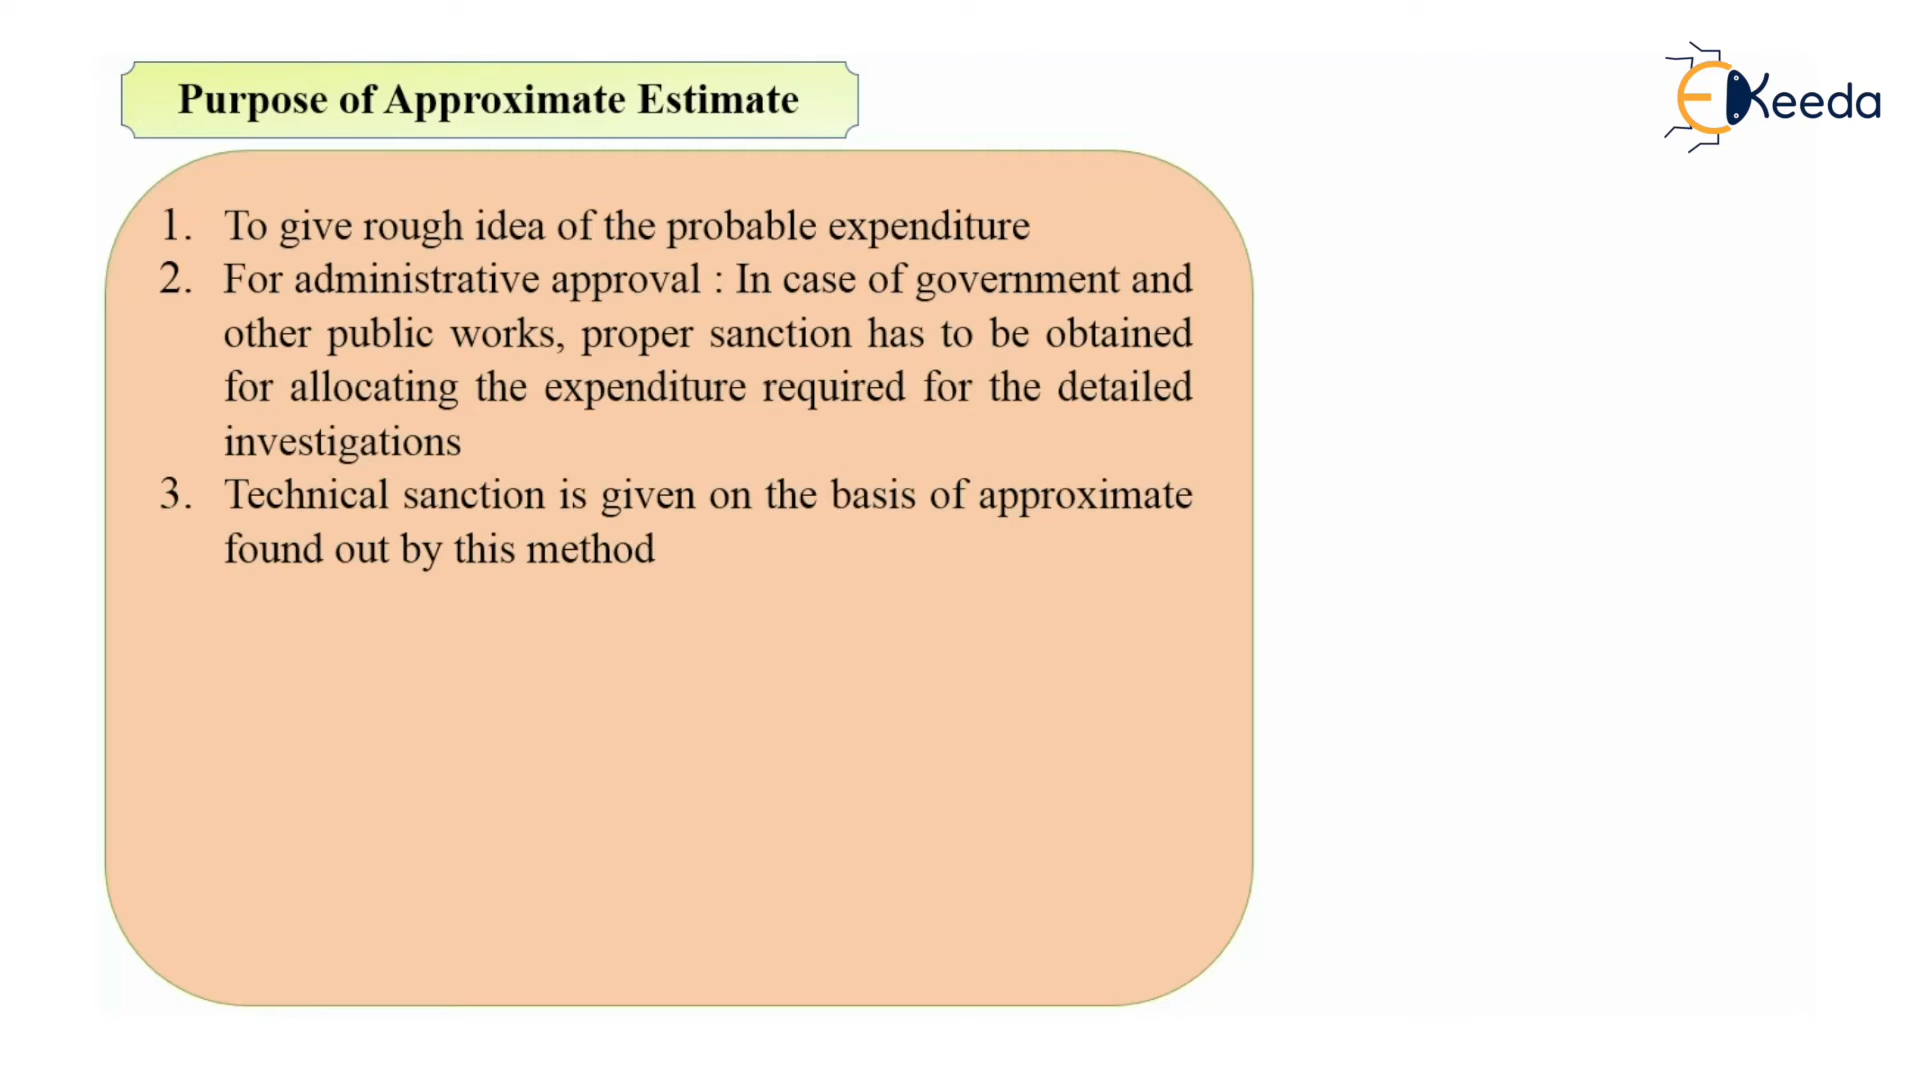 Purpose of Approximate Estimate
EKeeda
1. To give rough idea of the probable expenditure
2. For administrative approval : In case of government and
other public works, proper sanction has to be obtained
for allocating the expenditure required for the detailed
investigations
3. Technical sanction is given on the basis of approximate
found out by this method